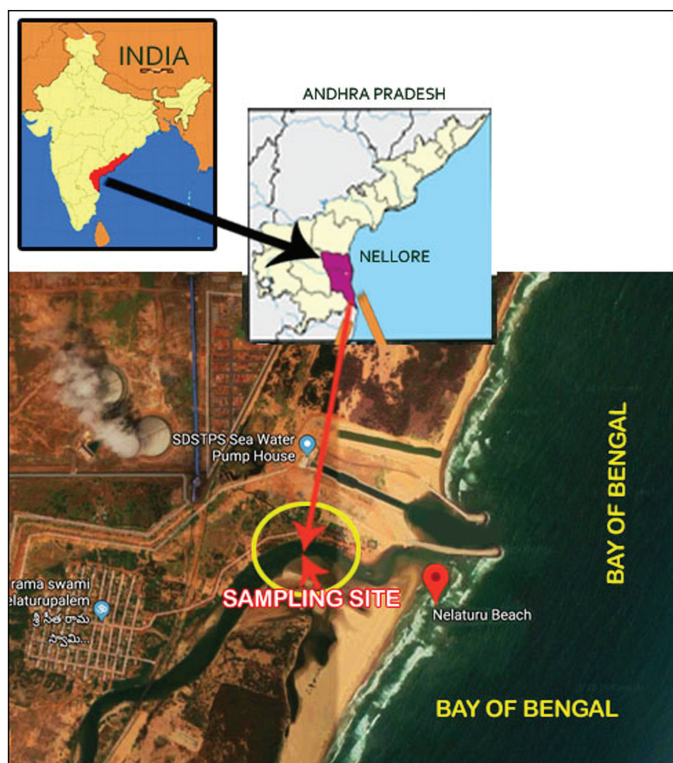 INDIA
ANDHRA PRADESH
NELLORE
SDSTPS Sea Water
Pump House
BAY OF BENGAL
SAMPLING SITE
rama swami
elaturupalem
శ్రీ సీత రామ
స్వామి...
Nelaturu Beach
BAY OF BENGAL